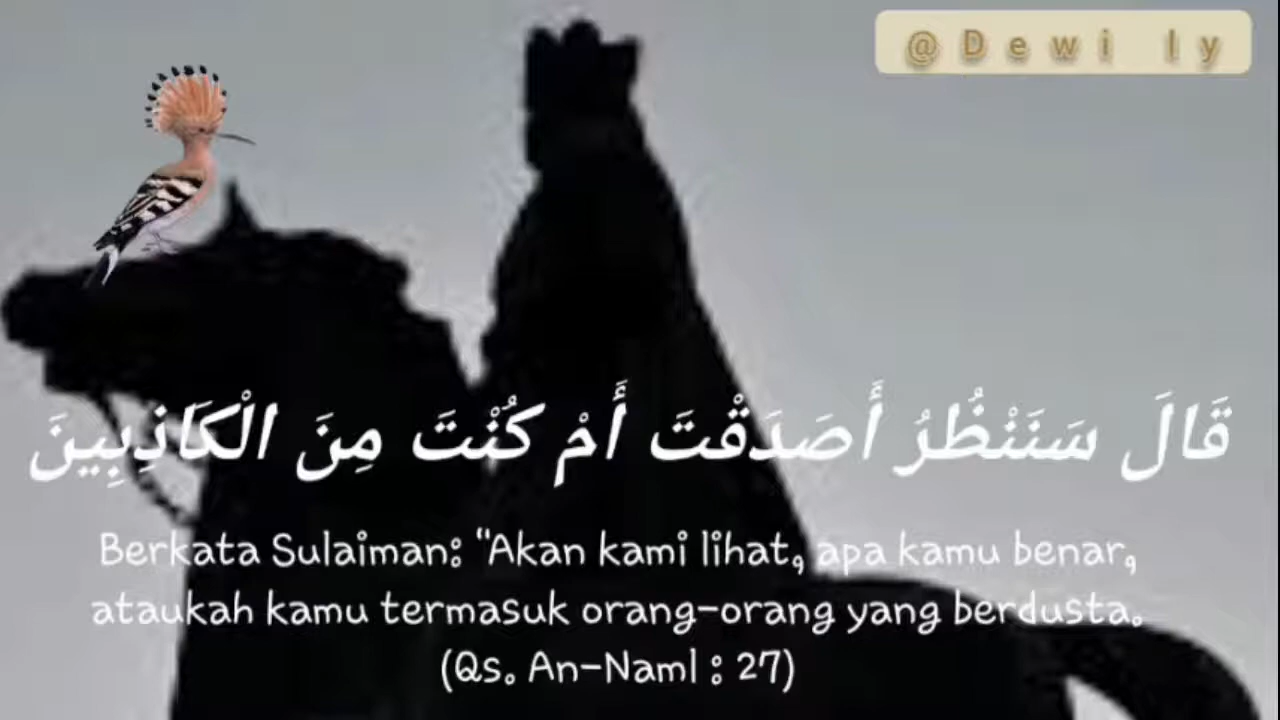 @Dewi ly
قَالَ سَنَنْظُرُ أَصَدَقْتَ أَمْ كُنْتَ مِنَ الْكَاذِبِينَ
Berkata Sulaiman: "Akan kami lihat, apa kamu benar,
ataukah kamu termasuk orang-orang yang berdusta.
(Qs. An-Naml : 27)